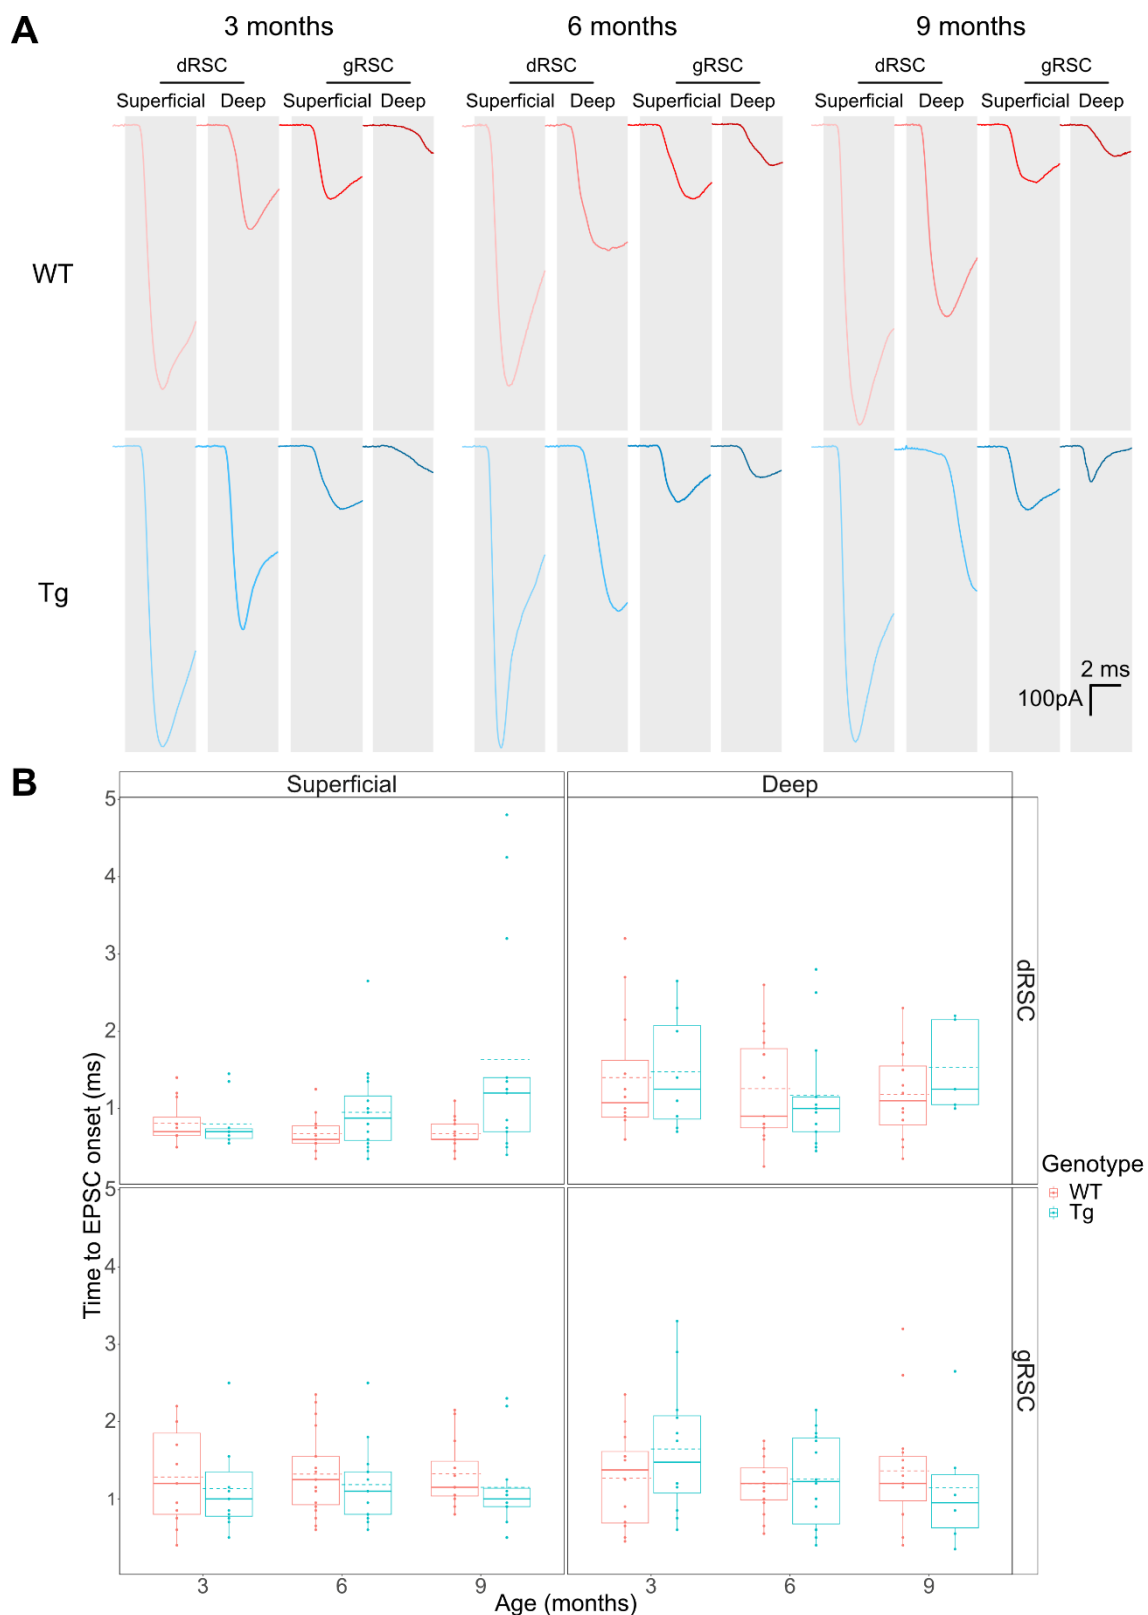 A
3 months 6 months 9 months
dRSC gRSC dRSC gRSC dRSC gRSC
Superficial Deep Superficial Deep Superficial Deep Superficial Deep Superficial Deep Superficial Deep
WT
Tg
2 ms
100pA
B
Superficial Deep
5
4
3
2
1
dRSC
Time to EPSC onset (ms)
5
4
3
2
1
gRSC
Genotype
WT
Tg
3 6 9 3 6 9
Age (months)